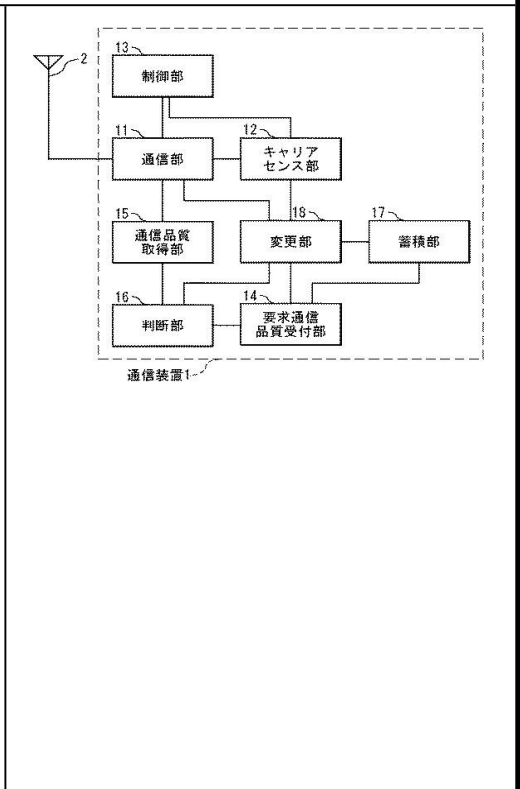 2
13
制御部
11
通信部
12
キャリア
センス部
15
通信品質
取得部
18
変更部
17
蓄積部
16
判断部
14
要求通信
品質受付部
通信装置1